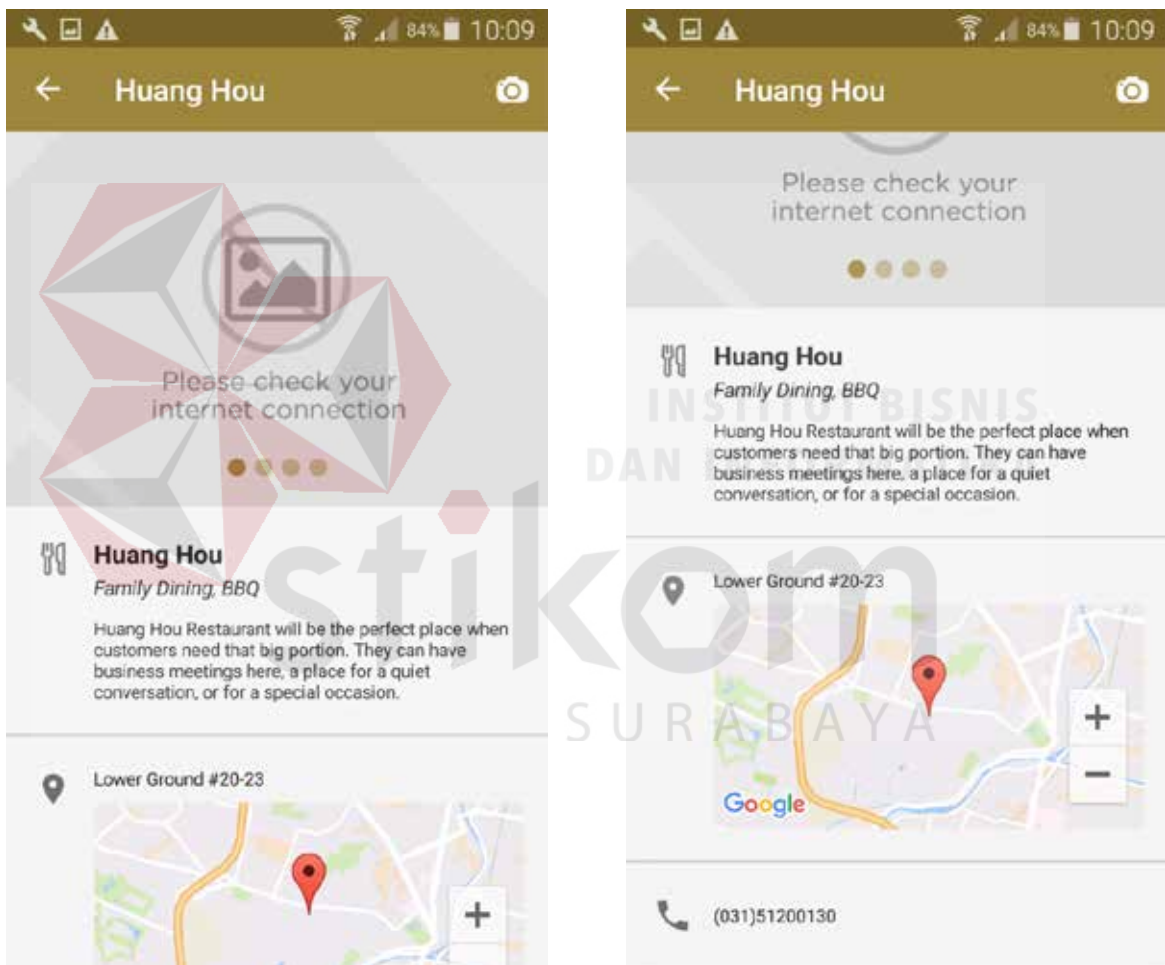 84% 10:09
Huang Hou
Please check your
internet connection
Huang Hou
Family Dining, BBQ
Huang Hou Restaurant will be the perfect place when
customers need that big portion. They can have
business meetings here, a place for a quiet
conversation, or for a special occasion.
Lower Ground #20-23
+
84% 10:09
Huang Hou
Please check your
internet connection
Huang Hou
Family Dining, BBQ
Huang Hou Restaurant will be the perfect place when
customers need that big portion. They can have
business meetings here, a place for a quiet
conversation, or for a special occasion.
Lower Ground #20-23
+
−
Google
(031)51200130
INSTITUT BISNIS
DAN
stikom
SURABAYA